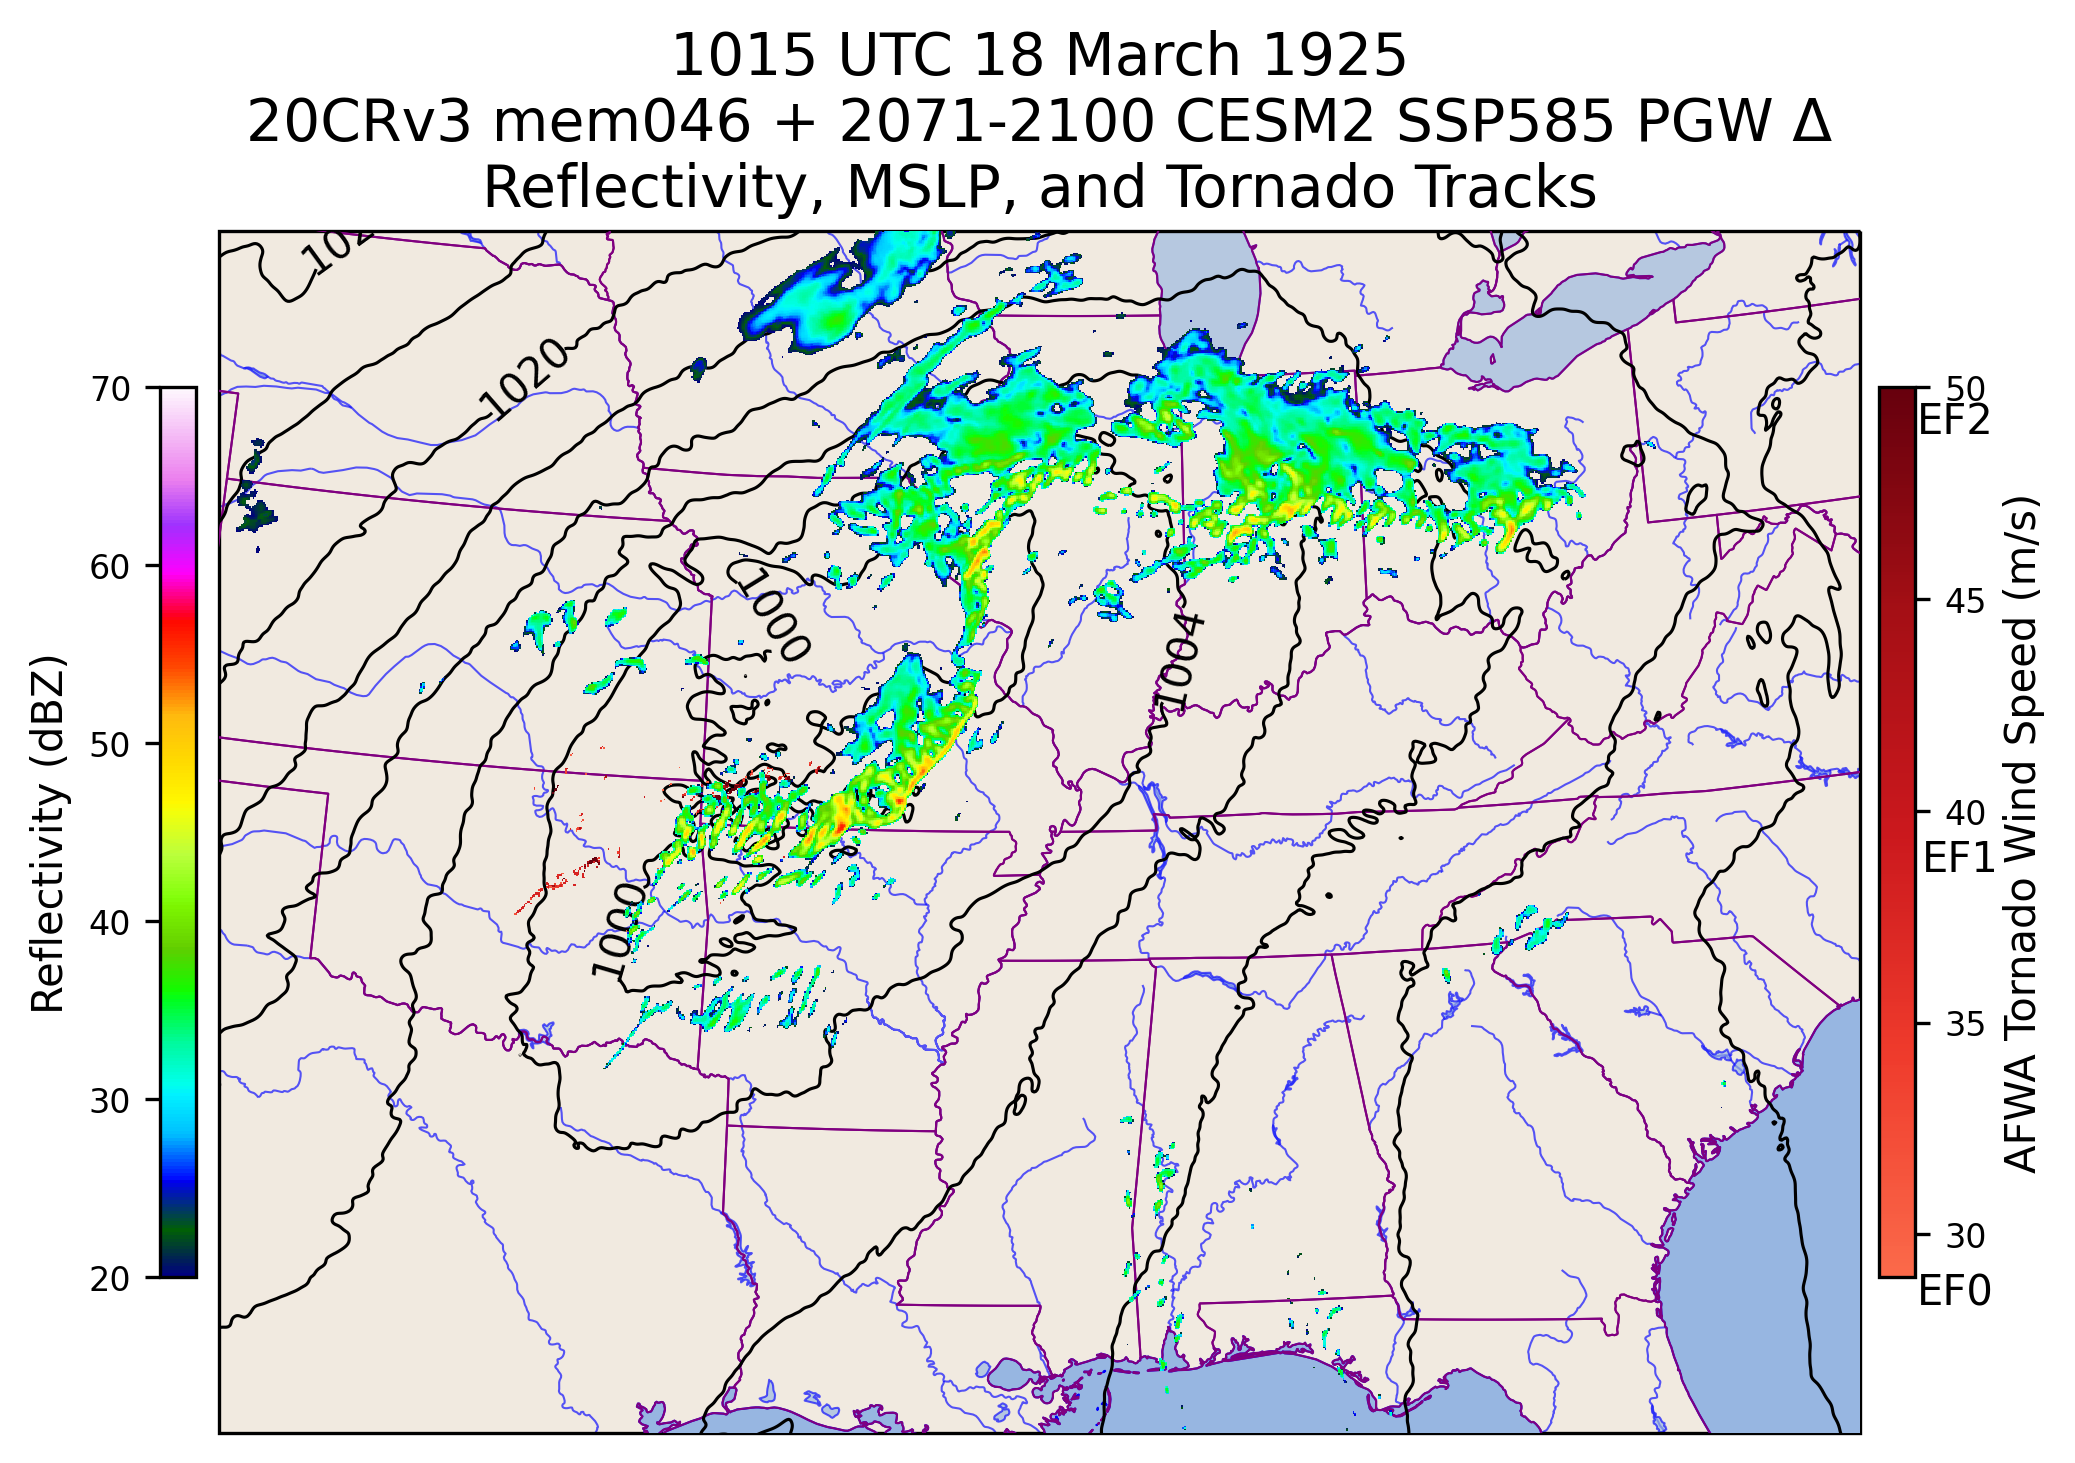 1015 UTC 18 March 1925
20CRv3 mem046 + 2071-2100 CESM2 SSP585 PGW Δ
Reflectivity, MSLP, and Tornado Tracks
Reflectivity (dBZ)
70
60
50
40
30
20
102
1020
1000
1004
1000
50
EF2
45
40
EF1
35
30
EF0
AFWA Tornado Wind Speed (m/s)